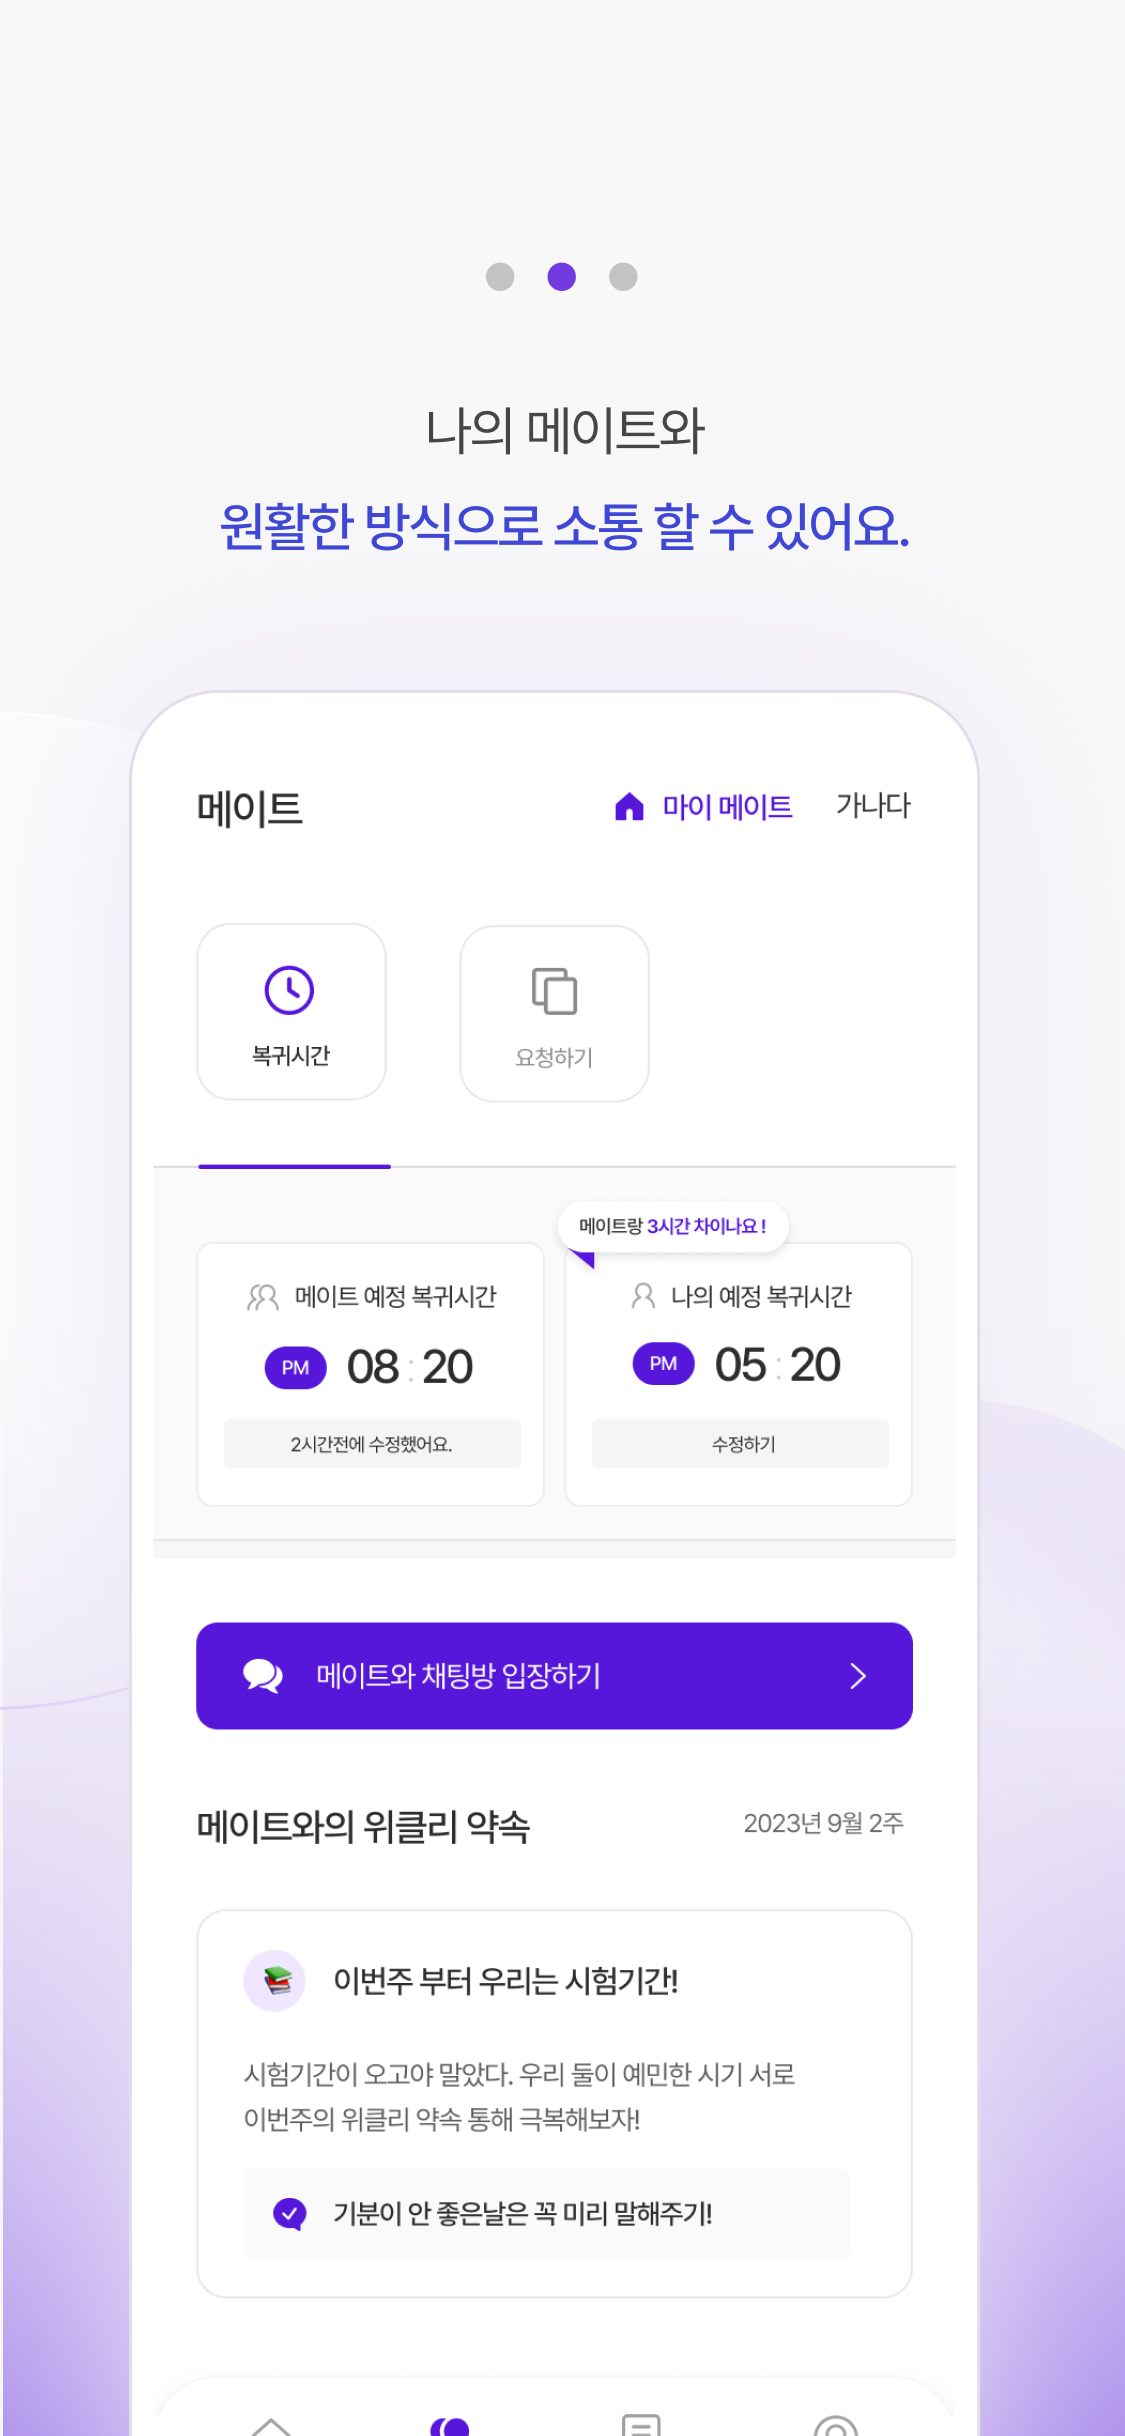 나의 메이트와
원활한 방식으로 소통 할 수 있어요.
메이트
마이 메이트
가나다
복귀시간
요청하기
메이트랑 3시간 차이나요 !
메이트 예정 복귀시간
PM 08 : 20
2시간전에 수정했어요.
나의 예정 복귀시간
PM 05 : 20
수정하기
메이트와 채팅방 입장하기
메이트와의 위클리 약속
2023년 9월 2주
이번주 부터 우리는 시험기간!
시험기간이 오고야 말았다. 우리 둘이 예민한 시기 서로
이번주의 위클리 약속 통해 극복해보자!
기분이 안 좋은날은 꼭 미리 말해주기!